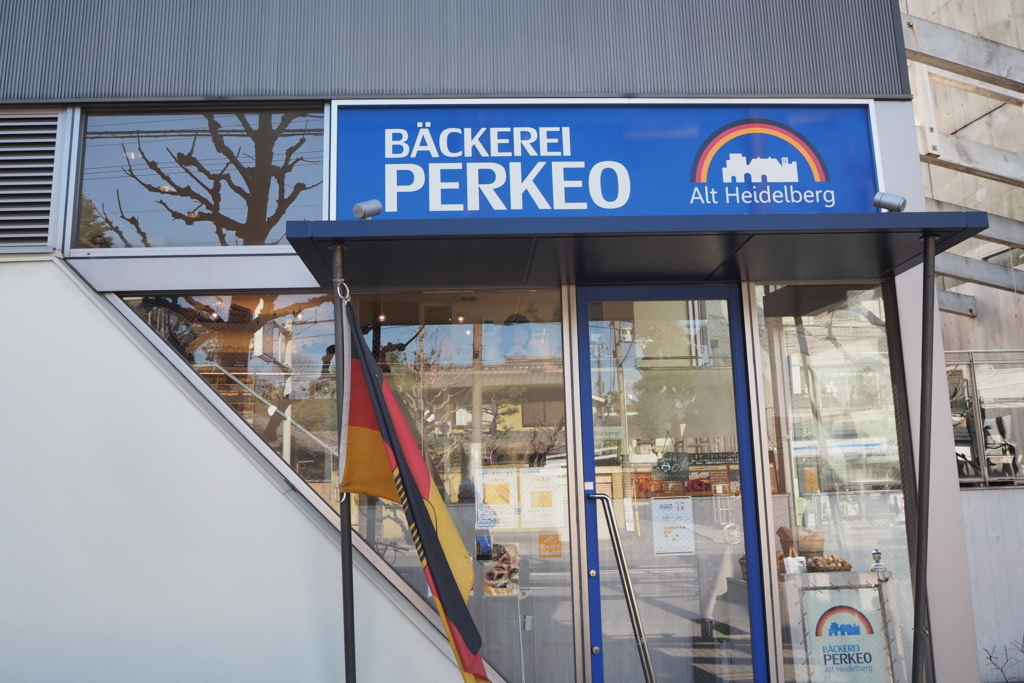 BÄCKEREI
PERKEO
Alt Heidelberg
BÄCKEREI
PERKEO
Alt Heidelberg